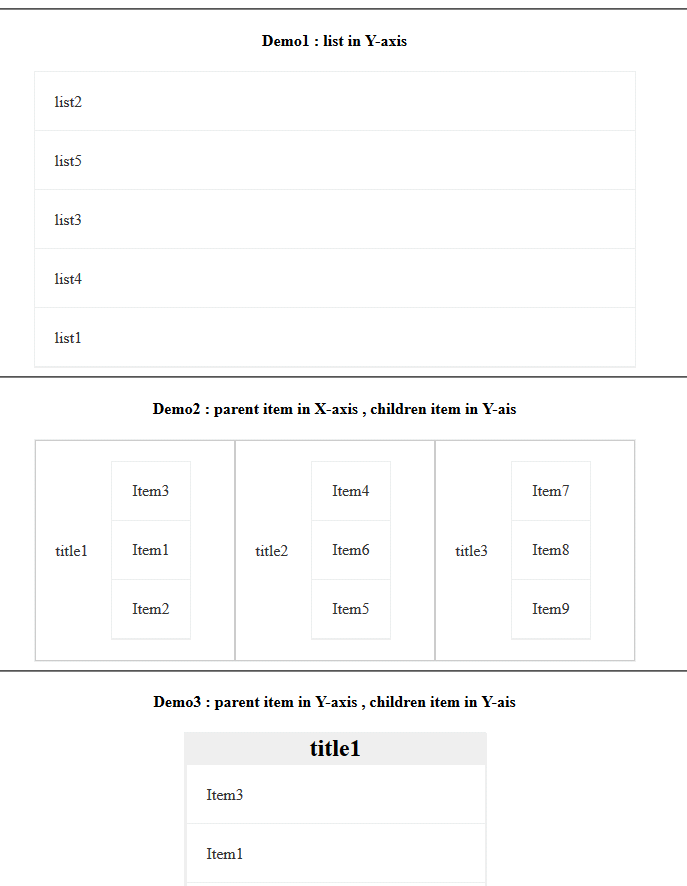 Demo1 : list in Y-axis
list2
list5
list3
list4
list1
Demo2 : parent item in X-axis , children item in Y-ais
title1
Item3
Item1
Item2
title2
Item4
Item6
Item5
title3
Item7
Item8
Item9
Demo3 : parent item in Y-axis , children item in Y-ais
title1
Item3
Item1